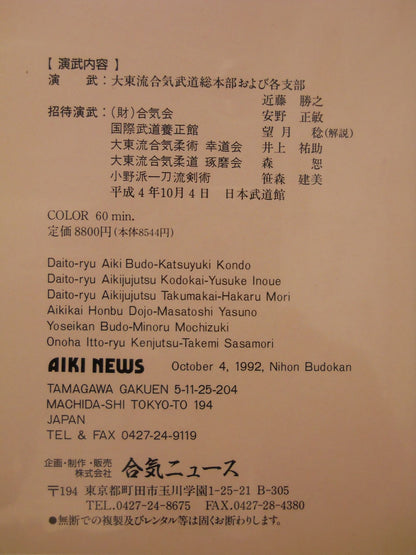 【 演武内容 】
演　　武：大東流合気武道総本部および各支部
近藤　勝之
招待演武：（財）合気会　安野　正敏
国際武道養正館　望月　稔（解説）
大東流合気柔術　幸道会　井上　祐助
大東流合気柔道　琢磨会　森　恕
小野派一刀流剣術　笹森　建美
平成４年10月４日　日本武道館
COLOR 60 min.
定価8800円（本体8544円）
Daito-ryu Aiki Budo-Katsuyuki Kondo
Daito-ryu Aikijujutsu Kodokai-Yusuke Inoue
Daito-ryu Aikijujutsu Takumakai-Hakaru Mori
Aikikai Honbu Dojo-Masatoshi Yasuno
Yoseikan Budo-Minoru Mochizuki
Onoha Itto-ryu Kenjutsu-Takemi Sasamori
AIKI NEWS October 4, 1992, Nihon Budokan
TAMAGAWA GAKUEN 5-11-25-204
MACHIDA-SHI TOKYO-TO 194
JAPAN
TEL & FAX 0427-24-9119
企画・制作・販売
株式会社 合気ニュース
〒194 東京都町田市玉川学園1-25-21 B-305
TEL.0427-24-8675 FAX.0427-28-4380
●無断での複製及びレンタル等は固くお断わりします。